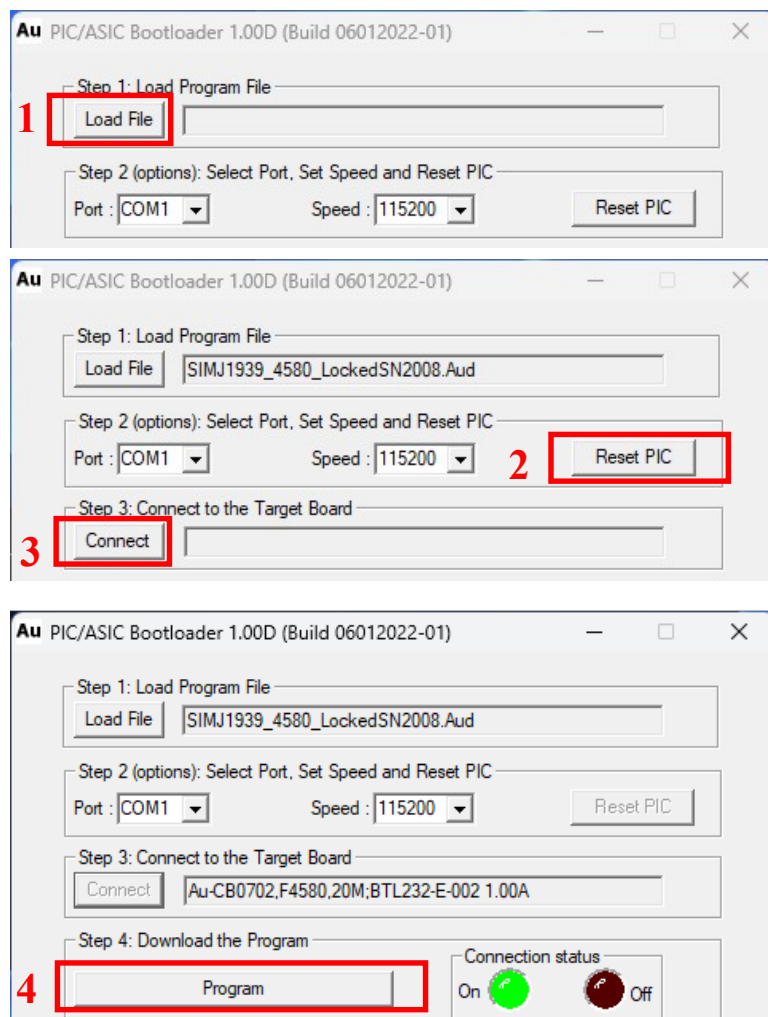 Au PIC/ASIC Bootloader 1.00D (Build 06012022-01)
Step 1: Load Program File
1 Load File
Step 2 (options): Select Port, Set Speed and Reset PIC
Port : COM1 Speed : 115200 Reset PIC
Au PIC/ASIC Bootloader 1.00D (Build 06012022-01)
Step 1: Load Program File
Load File SIMJ1939_4580_LockedSN2008.Aud
Step 2 (options): Select Port, Set Speed and Reset PIC
Port : COM1 Speed : 115200 2 Reset PIC
Step 3: Connect to the Target Board
3 Connect
Au PIC/ASIC Bootloader 1.00D (Build 06012022-01)
Step 1: Load Program File
Load File SIMJ1939_4580_LockedSN2008.Aud
Step 2 (options): Select Port, Set Speed and Reset PIC
Port : COM1 Speed : 115200 Reset PIC
Step 3: Connect to the Target Board
Connect Au-CB0702,F4580,20M;BTL232-E-002 1.00A
Step 4: Download the Program
Connection status
4 Program On Off